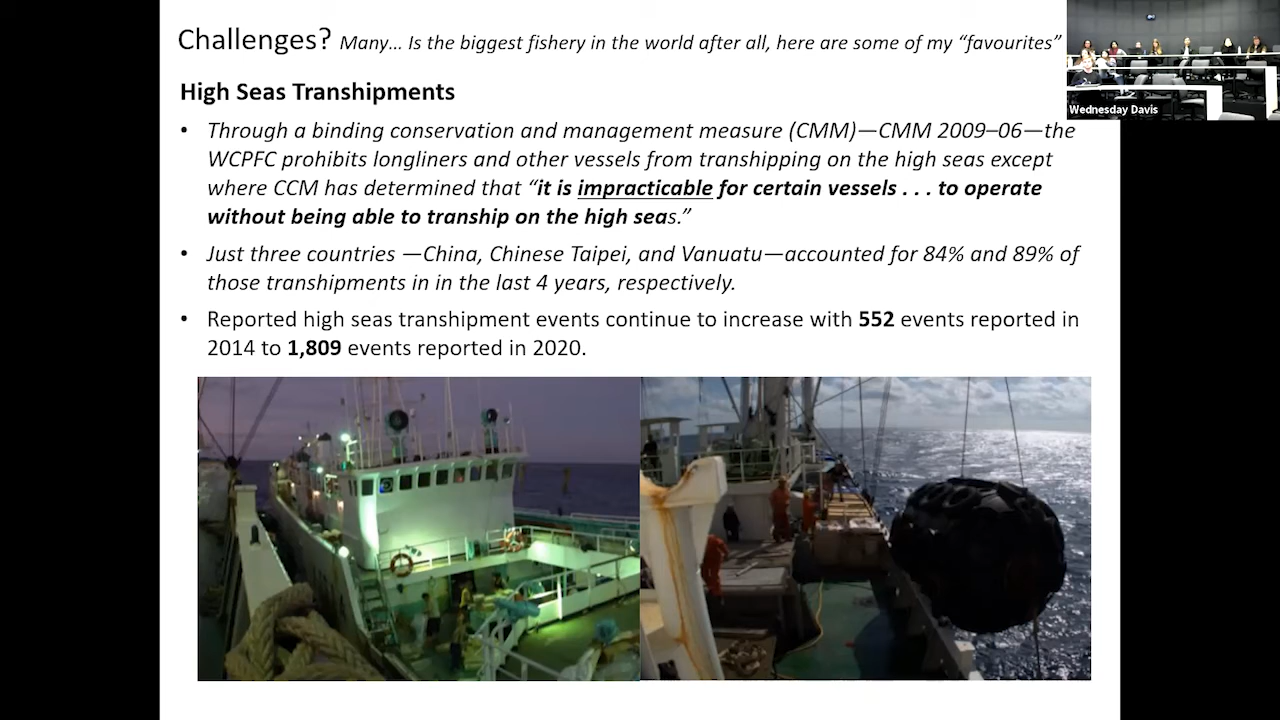 Challenges? Many... Is the biggest fishery in the world after all, here are some of my “favourites”
High Seas Transhipments
• Through a binding conservation and management measure (CMM)—CMM 2009–06—the
WCPFC prohibits longliners and other vessels from transhipping on the high seas except
where CCM has determined that “it is impracticable for certain vessels . . . to operate
without being able to tranship on the high seas.”
• Just three countries —China, Chinese Taipei, and Vanuatu—accounted for 84% and 89% of
those transhipments in in the last 4 years, respectively.
• Reported high seas transhipment events continue to increase with 552 events reported in
2014 to 1,809 events reported in 2020.
Wednesday Davis